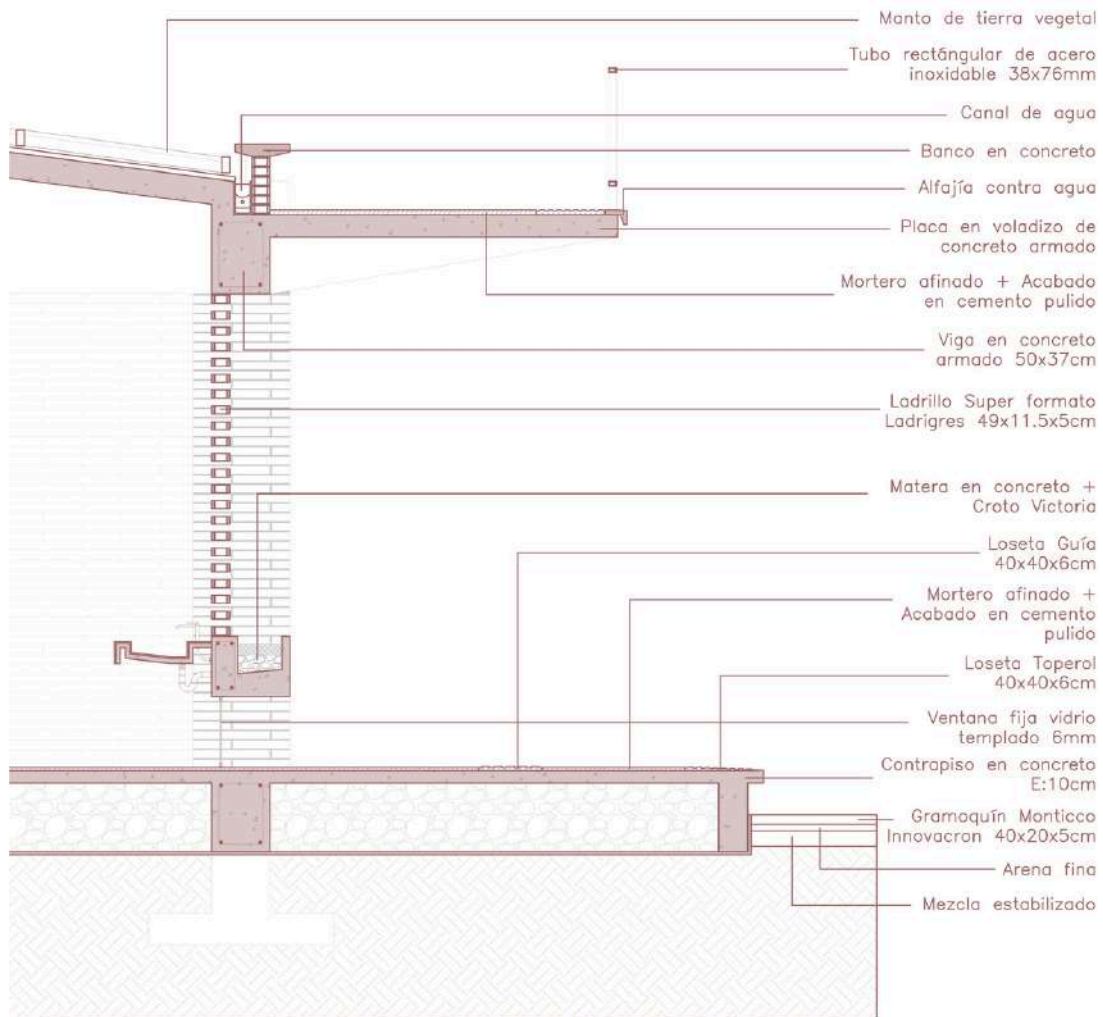 Manto de tierra vegetal
Tubo rectángular de acero
inoxidable 38x76mm
Canal de agua
Banco en concreto
Alfajía contra agua
Placa en voladizo de
concreto armado
Mortero afinado + Acabado
en cemento pulido
Viga en concreto
armado 50x37cm
Ladrillo Super formato
Ladrigres 49x11.5x5cm
Matera en concreto +
Croto Victoria
Loseta Guía
40x40x6cm
Mortero afinado +
Acabado en cemento
pulido
Loseta Toperol
40x40x6cm
Ventana fija vidrio
templado 6mm
Contrapiso en concreto
E:10cm
Gramoquín Monticco
Innovacron 40x20x5cm
Arena fina
Mezcla estabilizado